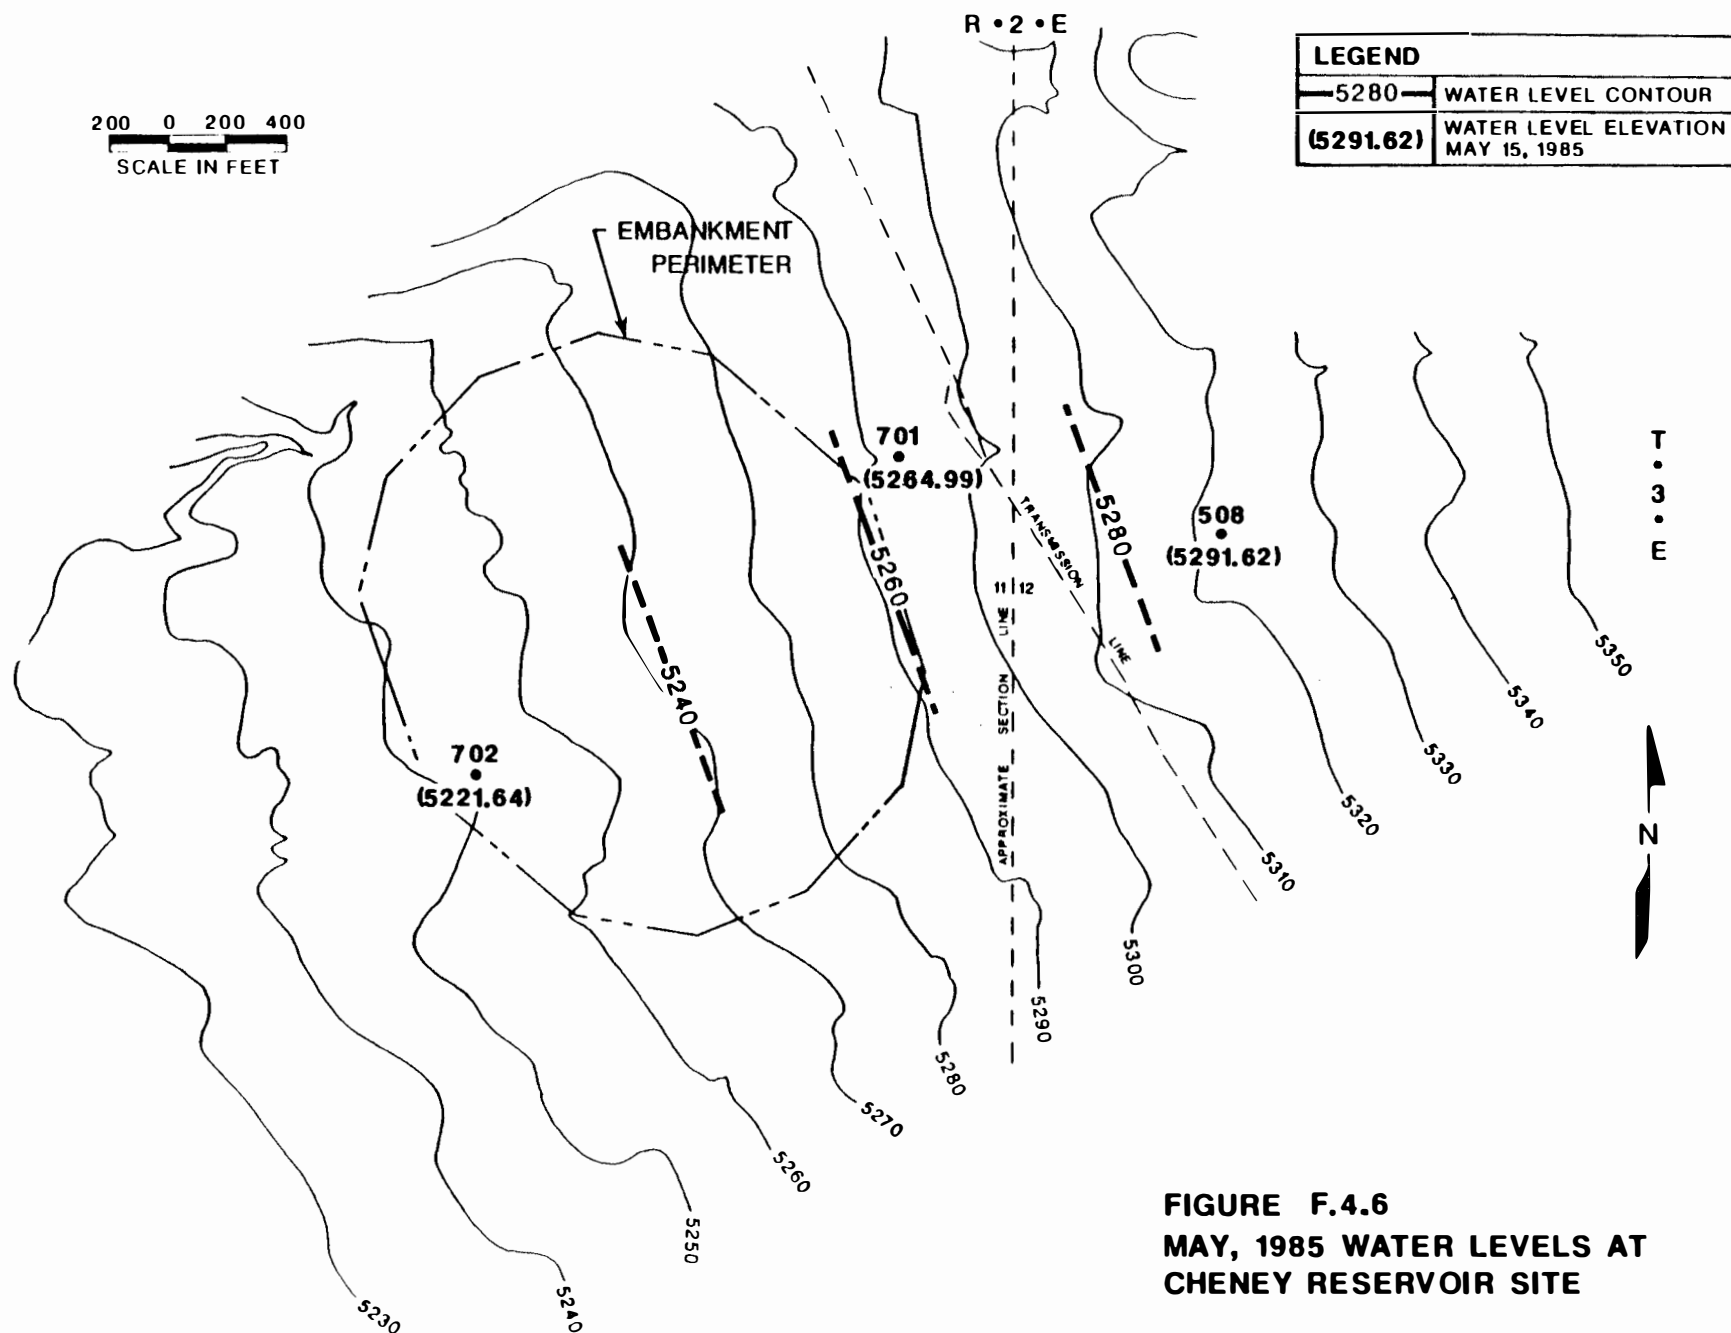 R • 2 • E
LEGEND
5280 WATER LEVEL CONTOUR
(5291.62) WATER LEVEL ELEVATION
MAY 15, 1985
200 0 200 400
SCALE IN FEET
EMBANKMENT
PERIMETER
701
(5264.99)
508
(5291.62)
702
(5221.64)
5280
5260
5240
TRANSMISSION
LINE
11 12
APPROXIMATE SECTION LINE
T • 3 • E
N
5350
5340
5330
5320
5310
5300
5290
5280
5270
5260
5250
5240
5230
FIGURE F.4.6
MAY, 1985 WATER LEVELS AT
CHENEY RESERVOIR SITE